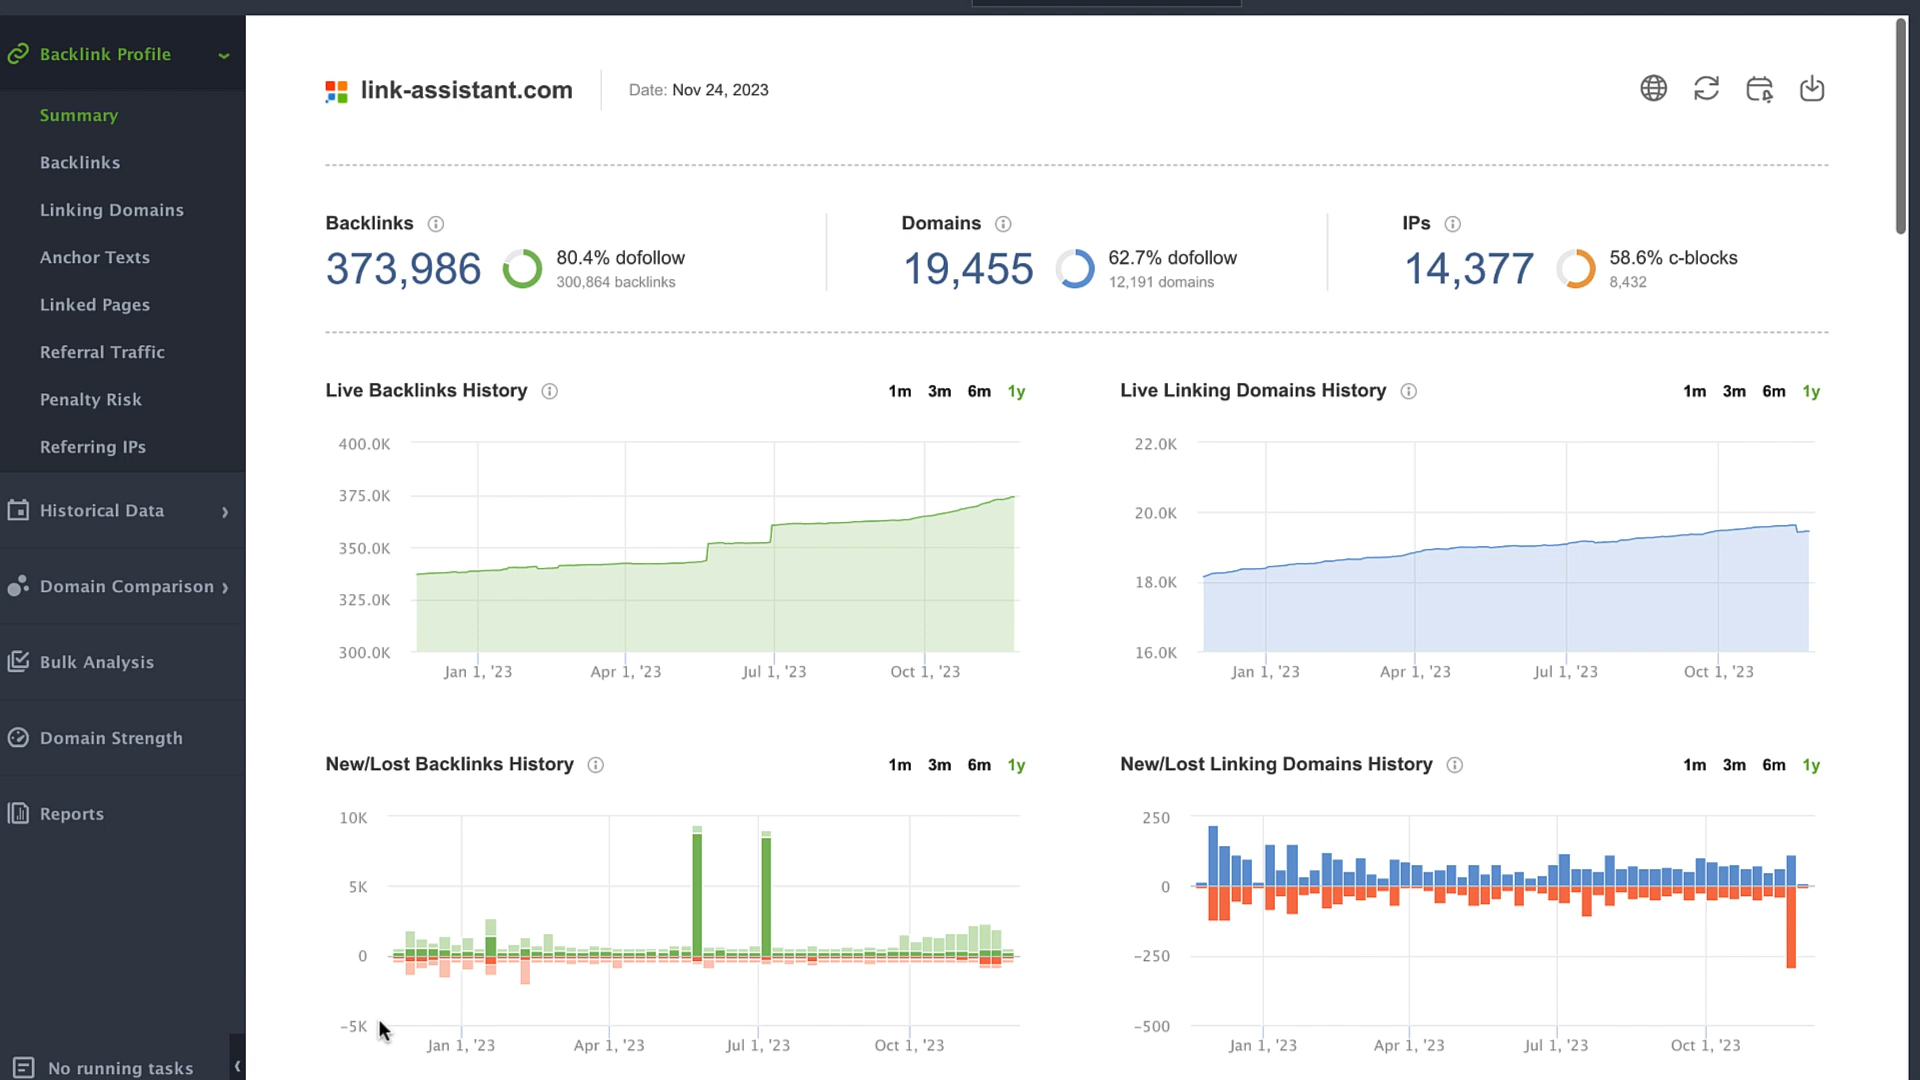 Backlink Profile
Summary
Backlinks
Linking Domains
Anchor Texts
Linked Pages
Referral Traffic
Penalty Risk
Referring IPs
Historical Data
Domain Comparison
Bulk Analysis
Domain Strength
Reports
No running tasks
link-assistant.com
Date: Nov 24, 2023
Backlinks
373,986
80.4% dofollow
300,864 backlinks
Domains
19,455
62.7% dofollow
12,191 domains
IPs
14,377
58.6% c-blocks
8,432
Live Backlinks History
1m 3m 6m 1y
400.0K
375.0K
350.0K
325.0K
300.0K
Jan 1, '23 Apr 1, '23 Jul 1, '23 Oct 1, '23
Live Linking Domains History
1m 3m 6m 1y
22.0K
20.0K
18.0K
16.0K
Jan 1, '23 Apr 1, '23 Jul 1, '23 Oct 1, '23
New/Lost Backlinks History
1m 3m 6m 1y
10K
5K
0
-5K
Jan 1, '23 Apr 1, '23 Jul 1, '23 Oct 1, '23
New/Lost Linking Domains History
1m 3m 6m 1y
250
0
-250
-500
Jan 1, '23 Apr 1, '23 Jul 1, '23 Oct 1, '23